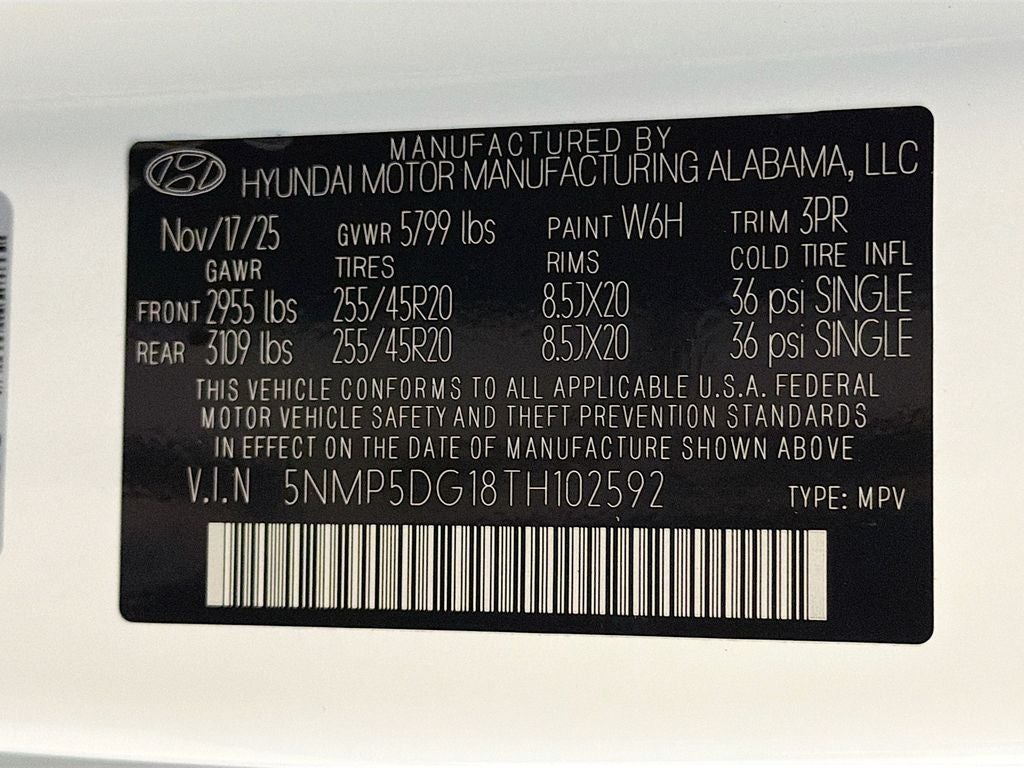 MANUFACTURED BY
HYUNDAI MOTOR MANUFACTURING ALABAMA, LLC
Nov/17/25 GVWR 5799 lbs PAINT W6H TRIM 3PR
GAWR TIRES RIMS COLD TIRE INFL
FRONT 2955 lbs 255/45R20 8.5JX20 36 psi SINGLE
REAR 3109 lbs 255/45R20 8.5JX20 36 psi SINGLE
THIS VEHICLE CONFORMS TO ALL APPLICABLE U.S.A. FEDERAL
MOTOR VEHICLE SAFETY AND THEFT PREVENTION STANDARDS
IN EFFECT ON THE DATE OF MANUFACTURE SHOWN ABOVE
V.I.N 5NMP5DG18TH102592 TYPE: MPV